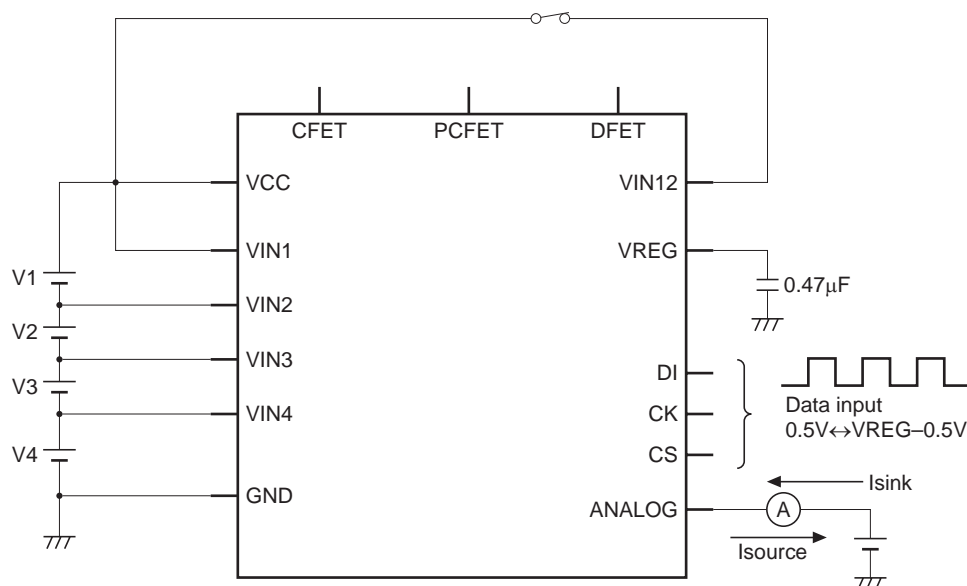 CFET
PCFET
DFET
VCC
VIN12
VIN1
VREG
V1
0.47μF
VIN2
V2
VIN3
V3
DI
VIN4
CK
Data input
0.5V↔VREG–0.5V
V4
CS
Isink
GND
ANALOG
A
Isource